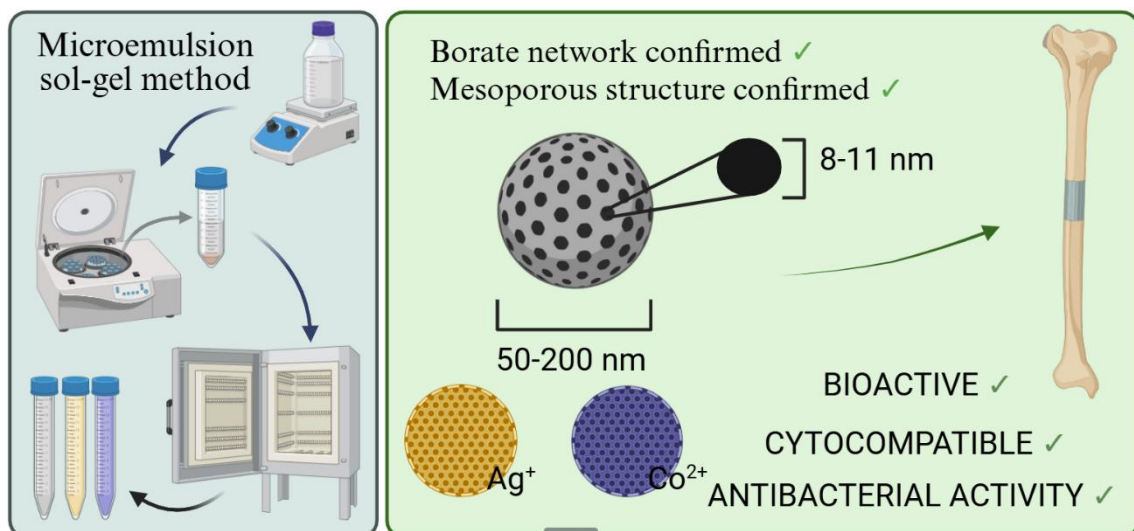 Microemulsion
sol-gel method
Borate network confirmed ✓
Mesoporous structure confirmed ✓
8-11 nm
50-200 nm
Ag⁺
Co²⁺
BIOACTIVE ✓
CYTOCOMPATIBLE ✓
ANTIBACTERIAL ACTIVITY ✓